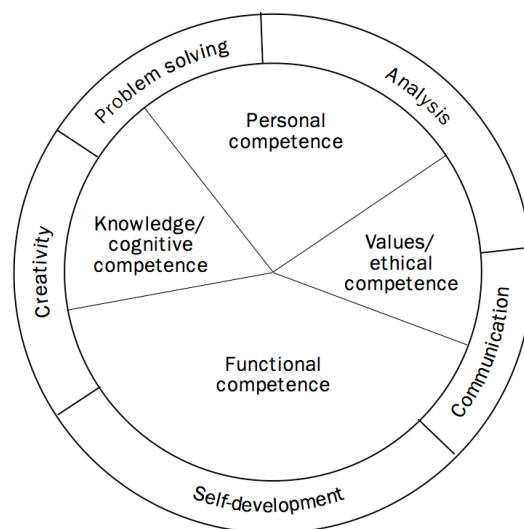 Problem solving
Analysis
Personal
competence
Knowledge/
cognitive
competence
Values/
ethical
competence
Creativity
Communication
Functional
competence
Self-development